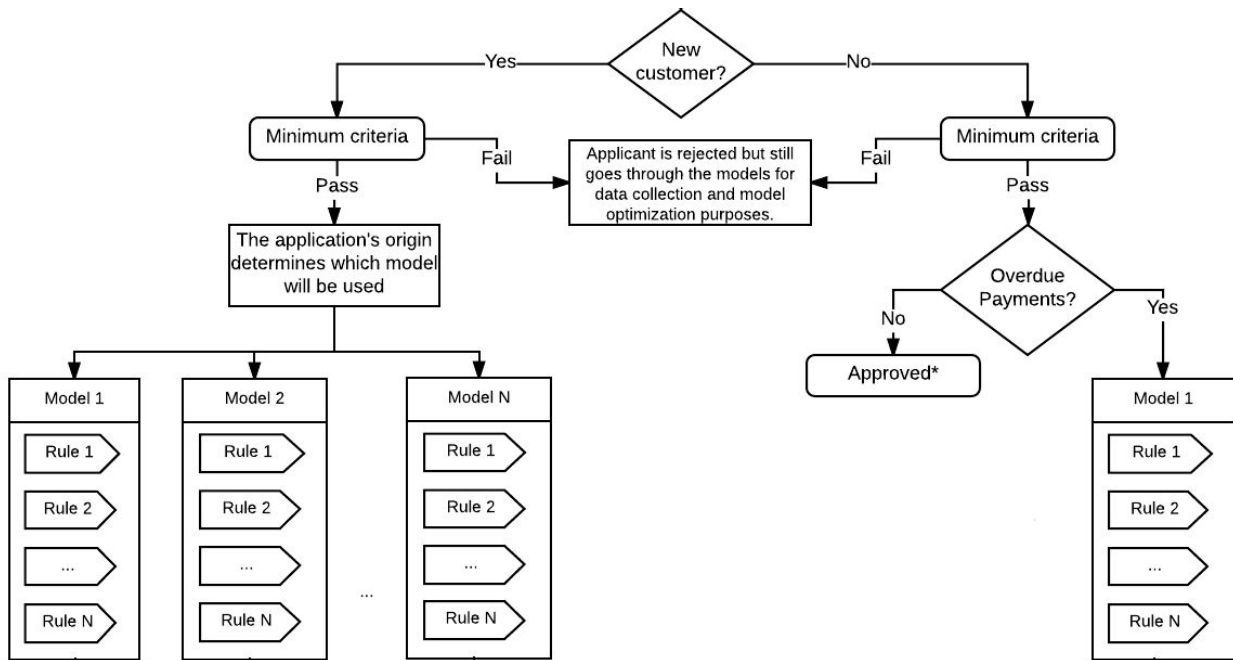 New
customer?
Yes
No
Minimum criteria
Minimum criteria
Fail
Fail
Applicant is rejected but still
goes through the models for
data collection and model
optimization purposes.
Pass
Pass
The application's origin
determines which model
will be used
Overdue
Payments?
No
Yes
Approved*
Model 1
Rule 1
Rule 2
...
Rule N
Model 2
Rule 1
Rule 2
...
Rule N
...
Model N
Rule 1
Rule 2
...
Rule N
Model 1
Rule 1
Rule 2
...
Rule N